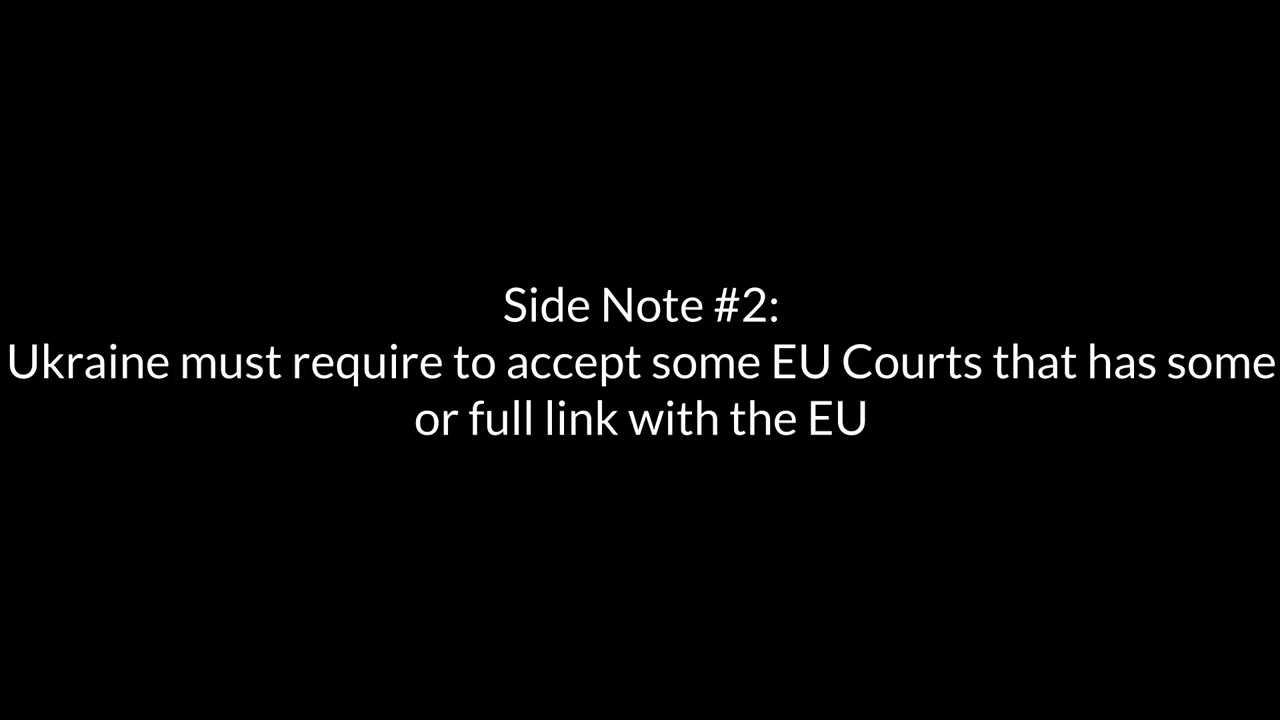 Side Note #2:
Ukraine must require to accept some EU Courts that has some
or full link with the EU